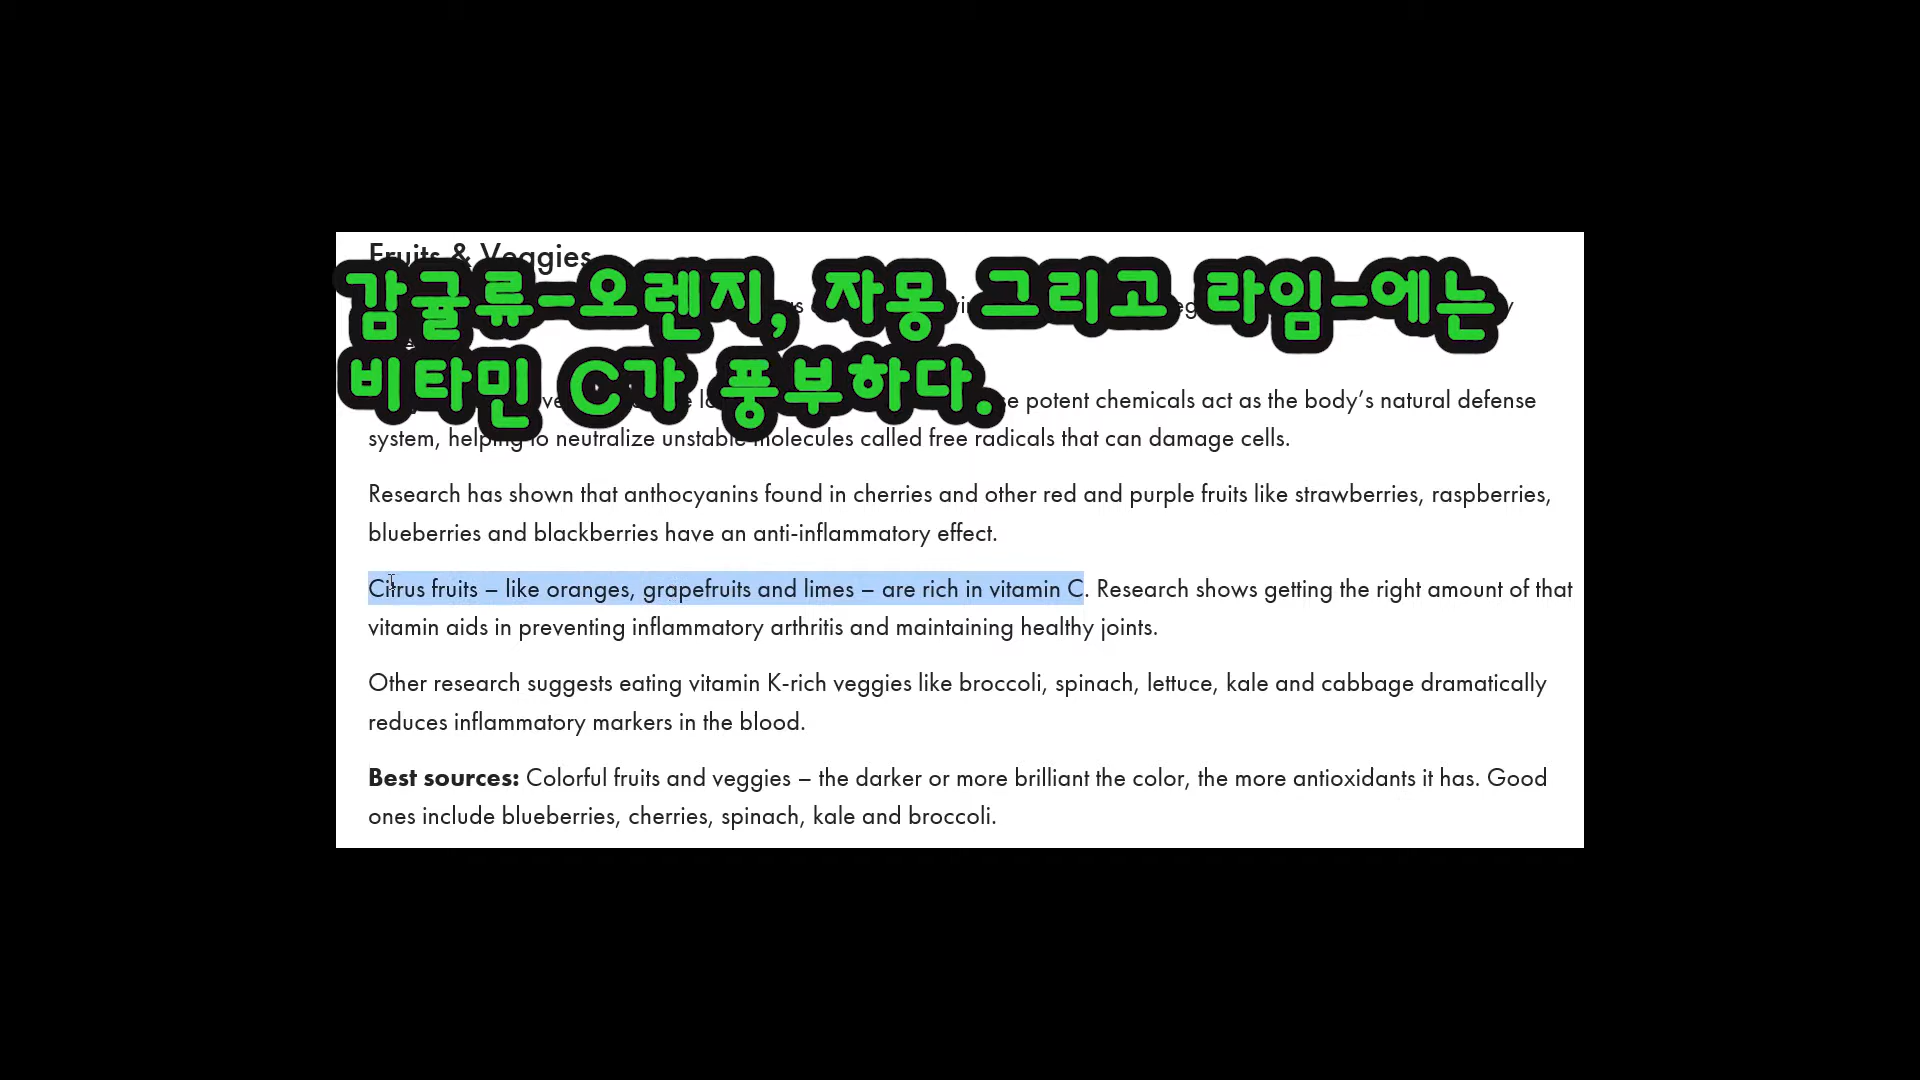 Fruits & Veggies
감귤류-오렌지, 자몽 그리고 라임-에는
비타민 C가 풍부하다.
potent chemicals act as the body’s natural defense
system, helping to neutralize unstable molecules called free radicals that can damage cells.
Research has shown that anthocyanins found in cherries and other red and purple fruits like strawberries, raspberries,
blueberries and blackberries have an anti-inflammatory effect.
Citrus fruits – like oranges, grapefruits and limes – are rich in vitamin C. Research shows getting the right amount of that
vitamin aids in preventing inflammatory arthritis and maintaining healthy joints.
Other research suggests eating vitamin K-rich veggies like broccoli, spinach, lettuce, kale and cabbage dramatically
reduces inflammatory markers in the blood.
Best sources: Colorful fruits and veggies – the darker or more brilliant the color, the more antioxidants it has. Good
ones include blueberries, cherries, spinach, kale and broccoli.